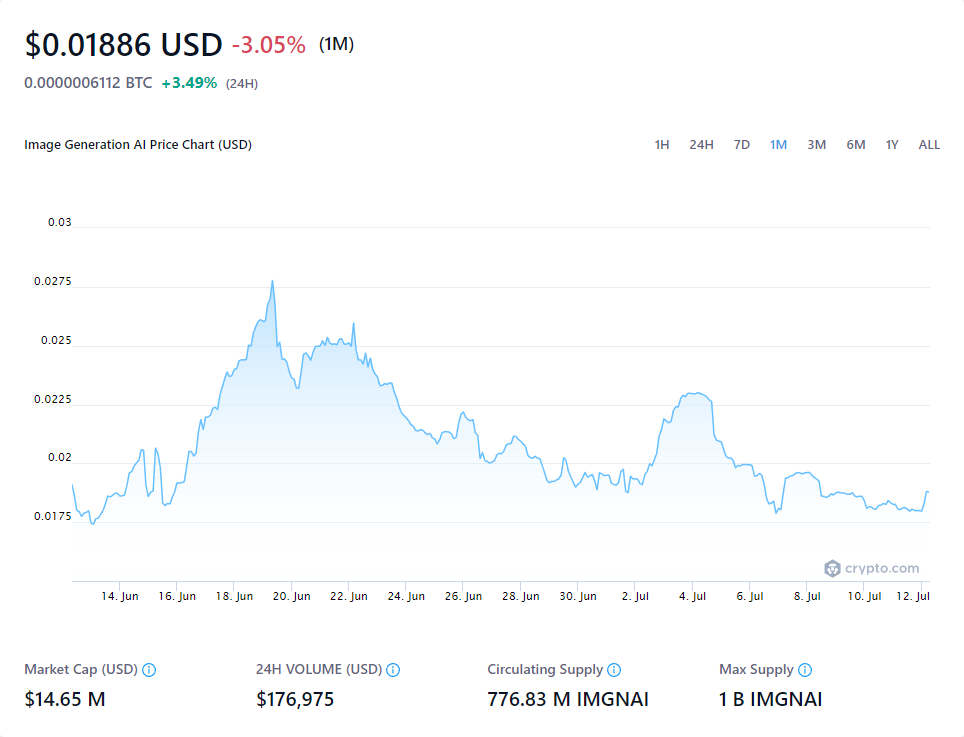 $0.01886 USD -3.05% (1M)
0.0000006112 BTC +3.49% (24H)
Image Generation AI Price Chart (USD) 1H 24H 7D 1M 3M 6M 1Y ALL
0.03
0.0275
0.025
0.0225
0.02
0.0175
crypto.com
14. Jun 16. Jun 18. Jun 20. Jun 22. Jun 24. Jun 26. Jun 28. Jun 30. Jun 2. Jul 4. Jul 6. Jul 8. Jul 10. Jul 12. Jul
Market Cap (USD) 24H VOLUME (USD) Circulating Supply Max Supply
$14.65 M $176,975 776.83 M IMGNAI 1 B IMGNAI